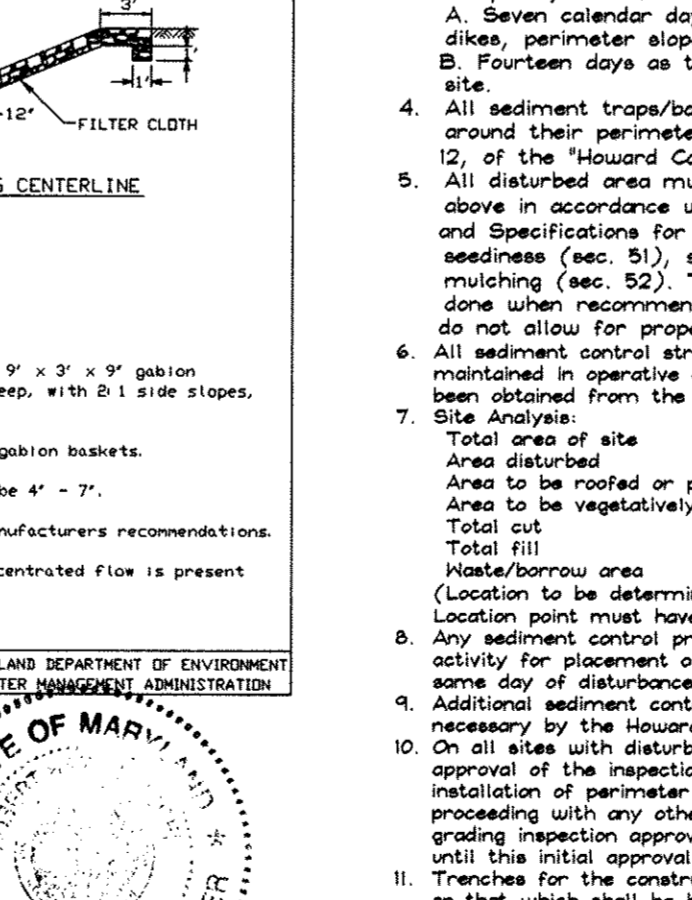 3'
1'
-12"
FILTER CLOTH
CENTERLINE
9' x 3' x 9" gabion
eep, with 2:1 side slopes,
gabion baskets.
be 4" - 7".
nufacturers recommendations.
centrated flow is present
LAND DEPARTMENT OF ENVIRONMENT
TER MANAGEMENT ADMINISTRATION
E OF MARYLAND
A. Seven calendar da
dikes, perimeter slop
B. Fourteen days as t
site.
4. All sediment traps/ba
around their perimete
12, of the "Howard Co
5. All disturbed area mu
above in accordance u
and Specifications for
seediness (sec. 51), s
mulching (sec. 52). T
done when recommen
do not allow for prope
6. All sediment control str
maintained in operative
been obtained from the
7. Site Analysis:
Total area of site
Area disturbed
Area to be roofed or p
Area to be vegetatively
Total cut
Total fill
Waste/borrow area
(Location to be determi
Location point must have
8. Any sediment control pr
activity for placement o
same day of disturbance
9. Additional sediment cont
necessary by the Howar
10. On all sites with disturb
approval of the inspectio
installation of perimeter
proceeding with any othe
grading inspection approv
until this initial approval
11. Trenches for the constru